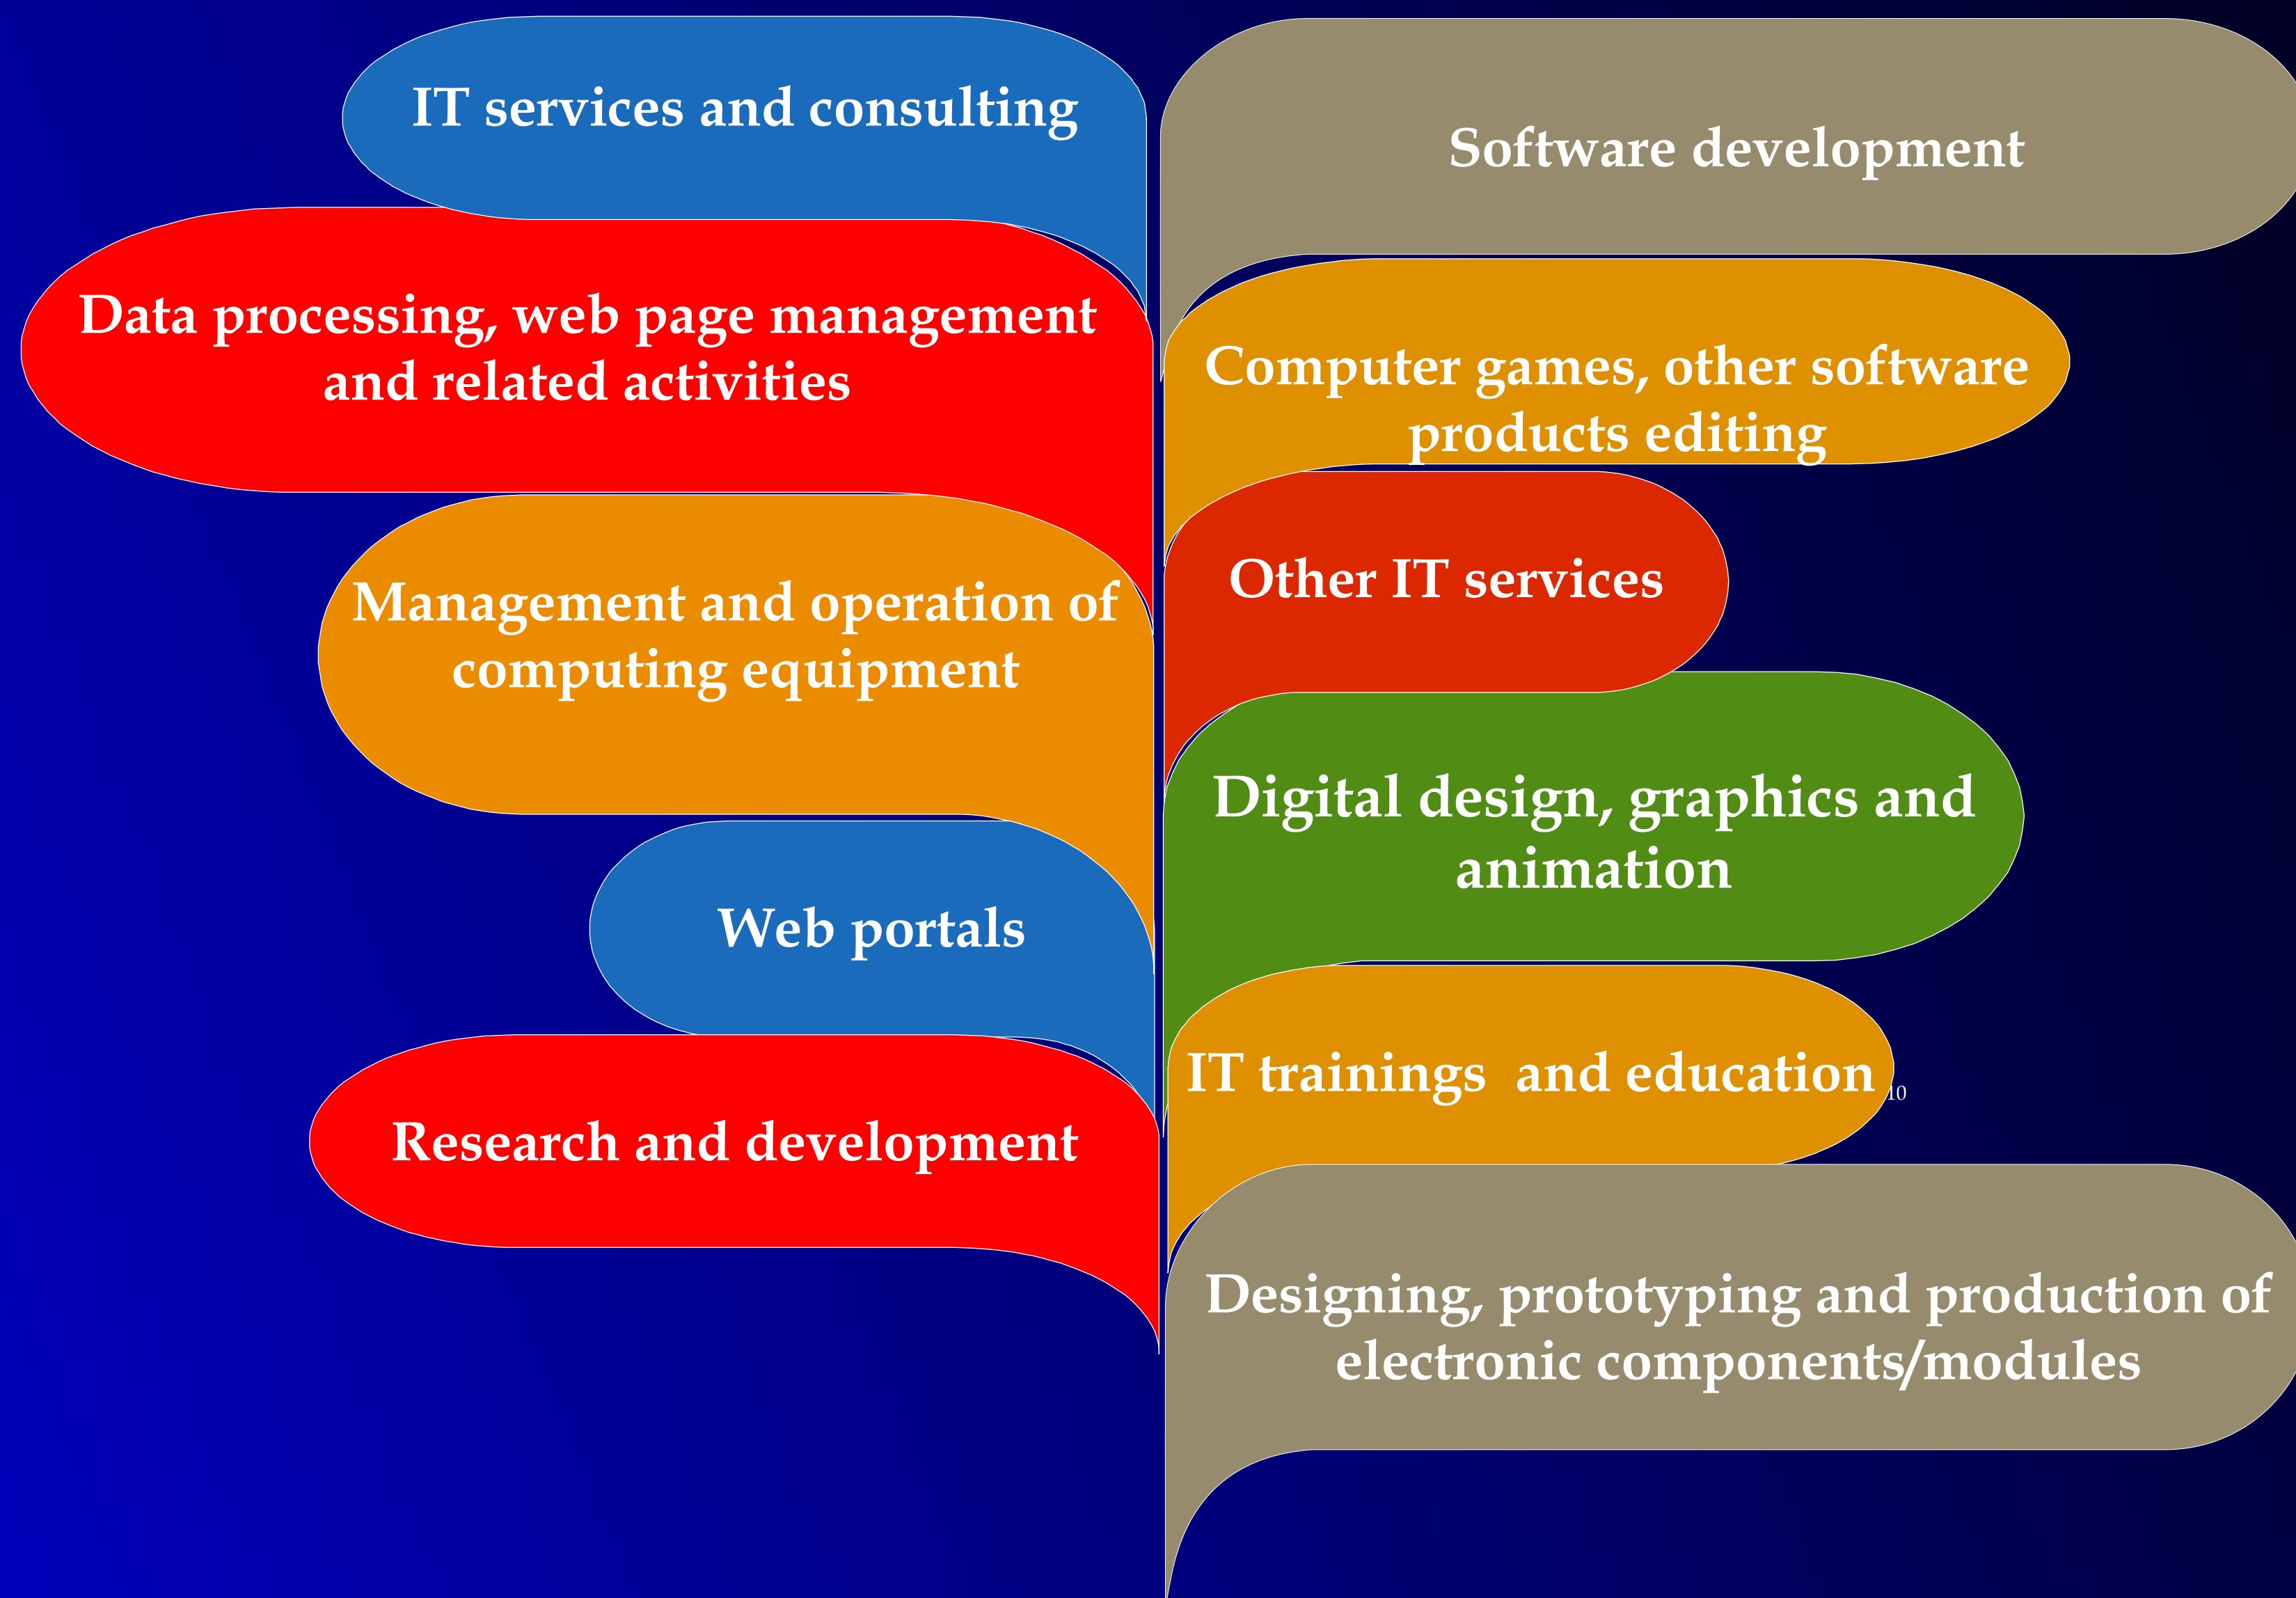 IT services and consulting
Software development
Data processing, web page management
and related activities
Computer games, other software
products editing
Management and operation of
computing equipment
Other IT services
Digital design, graphics and
animation
Web portals
IT trainings  and education
10
Research and development
Designing, prototyping and production of
electronic components/modules